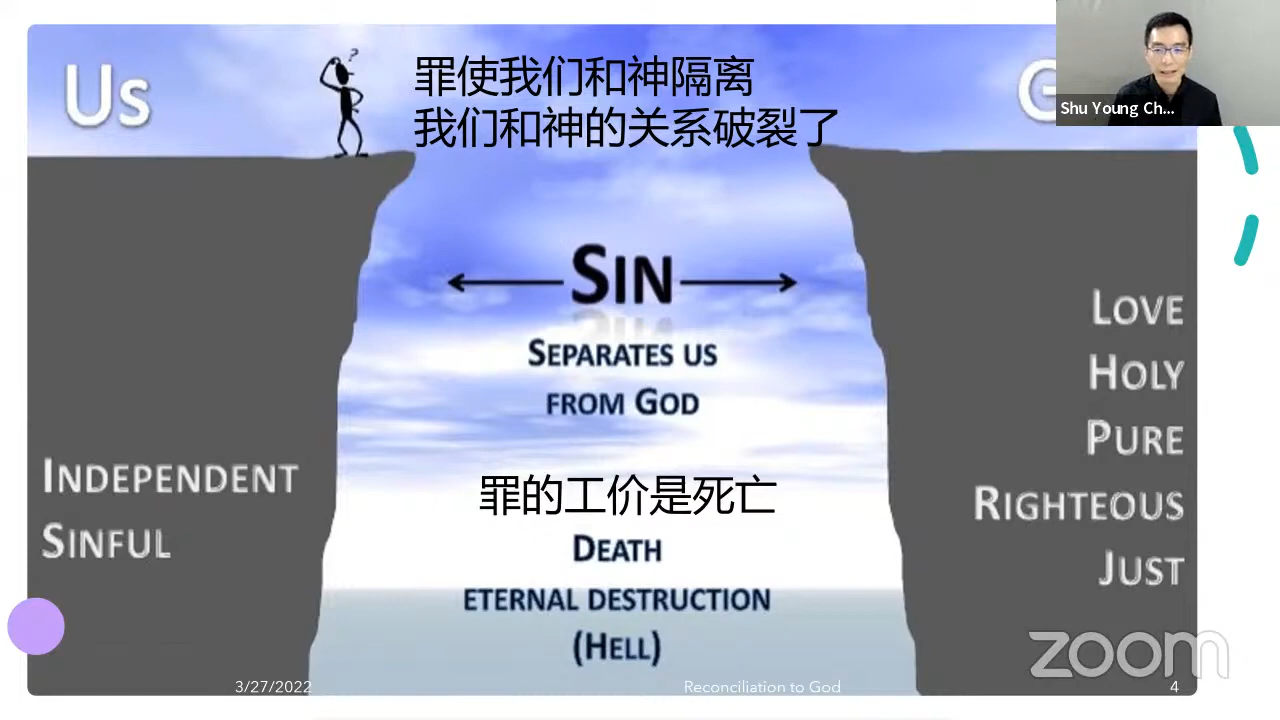 Us
?
罪使我们和神隔离
我们和神的关系破裂了
Shu Young Ch...
SIN
SEPARATES US
FROM GOD
LOVE
HOLY
PURE
RIGHTEOUS
JUST
INDEPENDENT
SINFUL
罪的工价是死亡
DEATH
ETERNAL DESTRUCTION
(HELL)
zoom
3/27/2022
Reconciliation to God
4